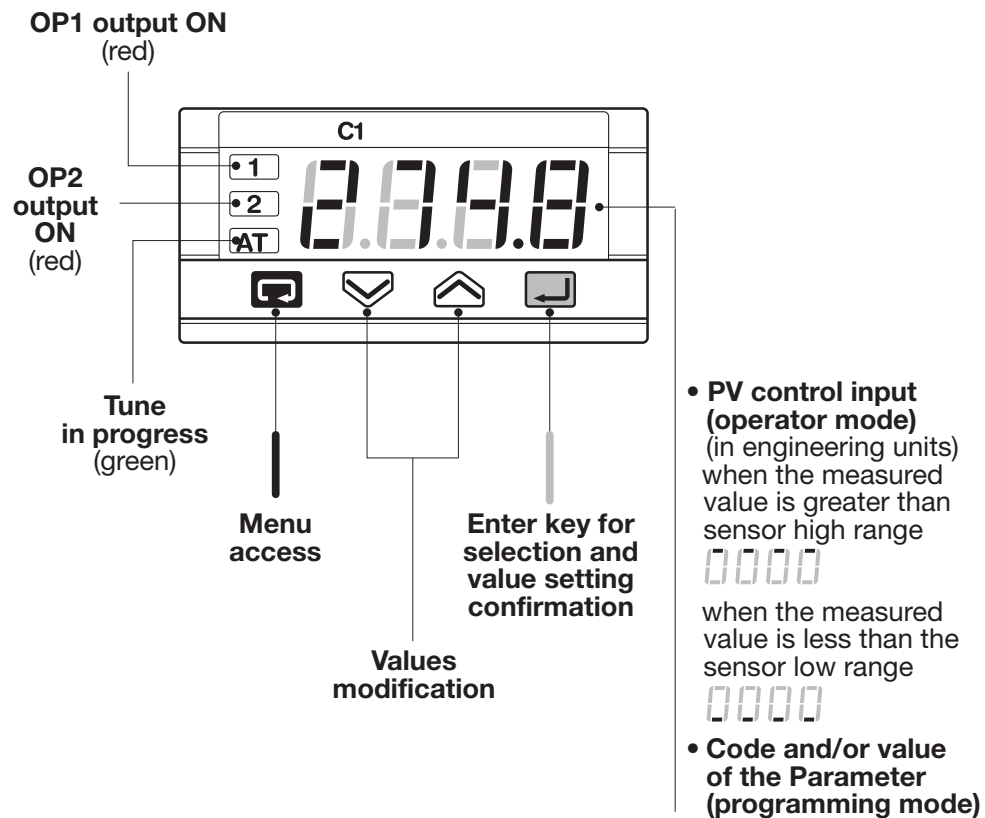 OP1 output ON
(red)
C1
1
2
AT
274.8
OP2
output
ON
(red)
Tune
in progress
(green)
Menu
access
Values
modification
Enter key for
selection and
value setting
confirmation
• PV control input
(operator mode)
(in engineering units)
when the measured
value is greater than
sensor high range
when the measured
value is less than the
sensor low range
• Code and/or value
of the Parameter
(programming mode)